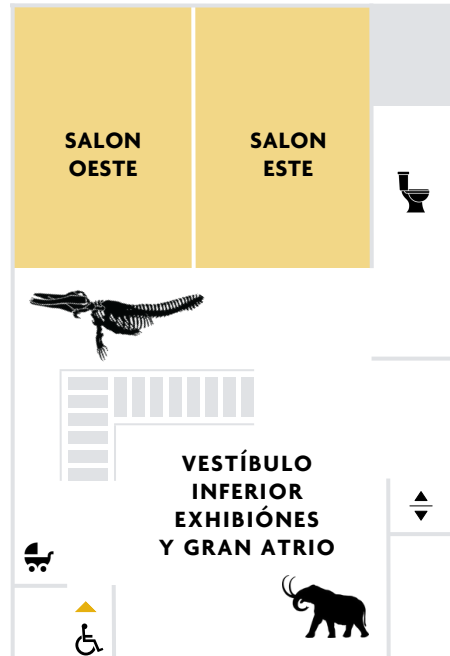 SALON
OESTE
SALON
ESTE
VESTÍBULO
INFERIOR
EXHIBIÓNES
Y GRAN ATRIO